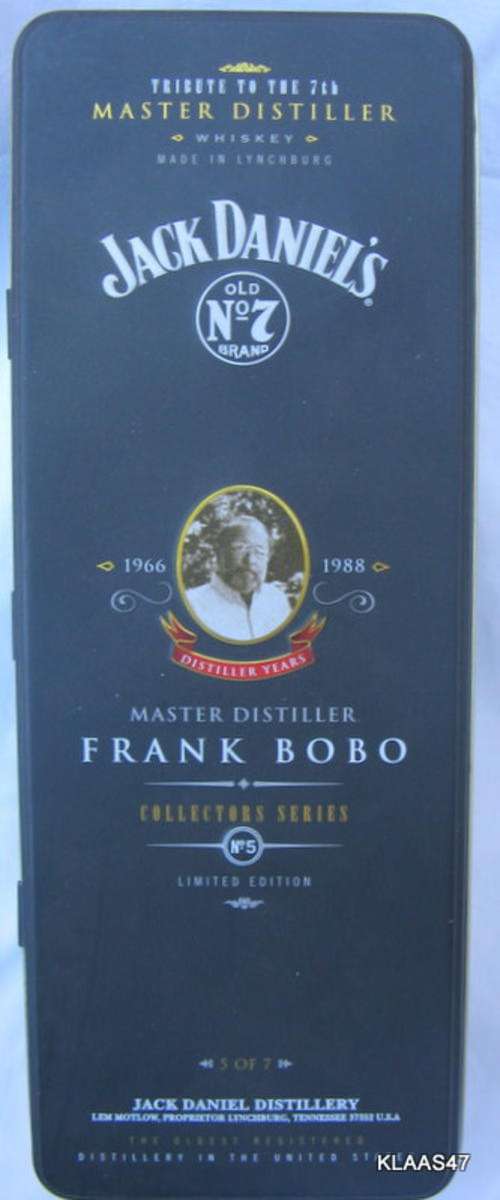 TRIBUTE TO THE 7th
MASTER DISTILLER
WHISKEY
MADE IN LYNCHBURG
JACK DANIEL'S
OLD
Nº7
BRAND
1966 1988
DISTILLER YEARS
MASTER DISTILLER
FRANK BOBO
COLLECTORS SERIES
Nº5
LIMITED EDITION
5 OF 7
JACK DANIEL DISTILLERY
LEM MOTLOW, PROPRIETOR LYNCHBURG, TENNESSEE 37352 U.S.A
THE OLDEST REGISTERED
DISTILLERY IN THE UNITED
KLAAS47